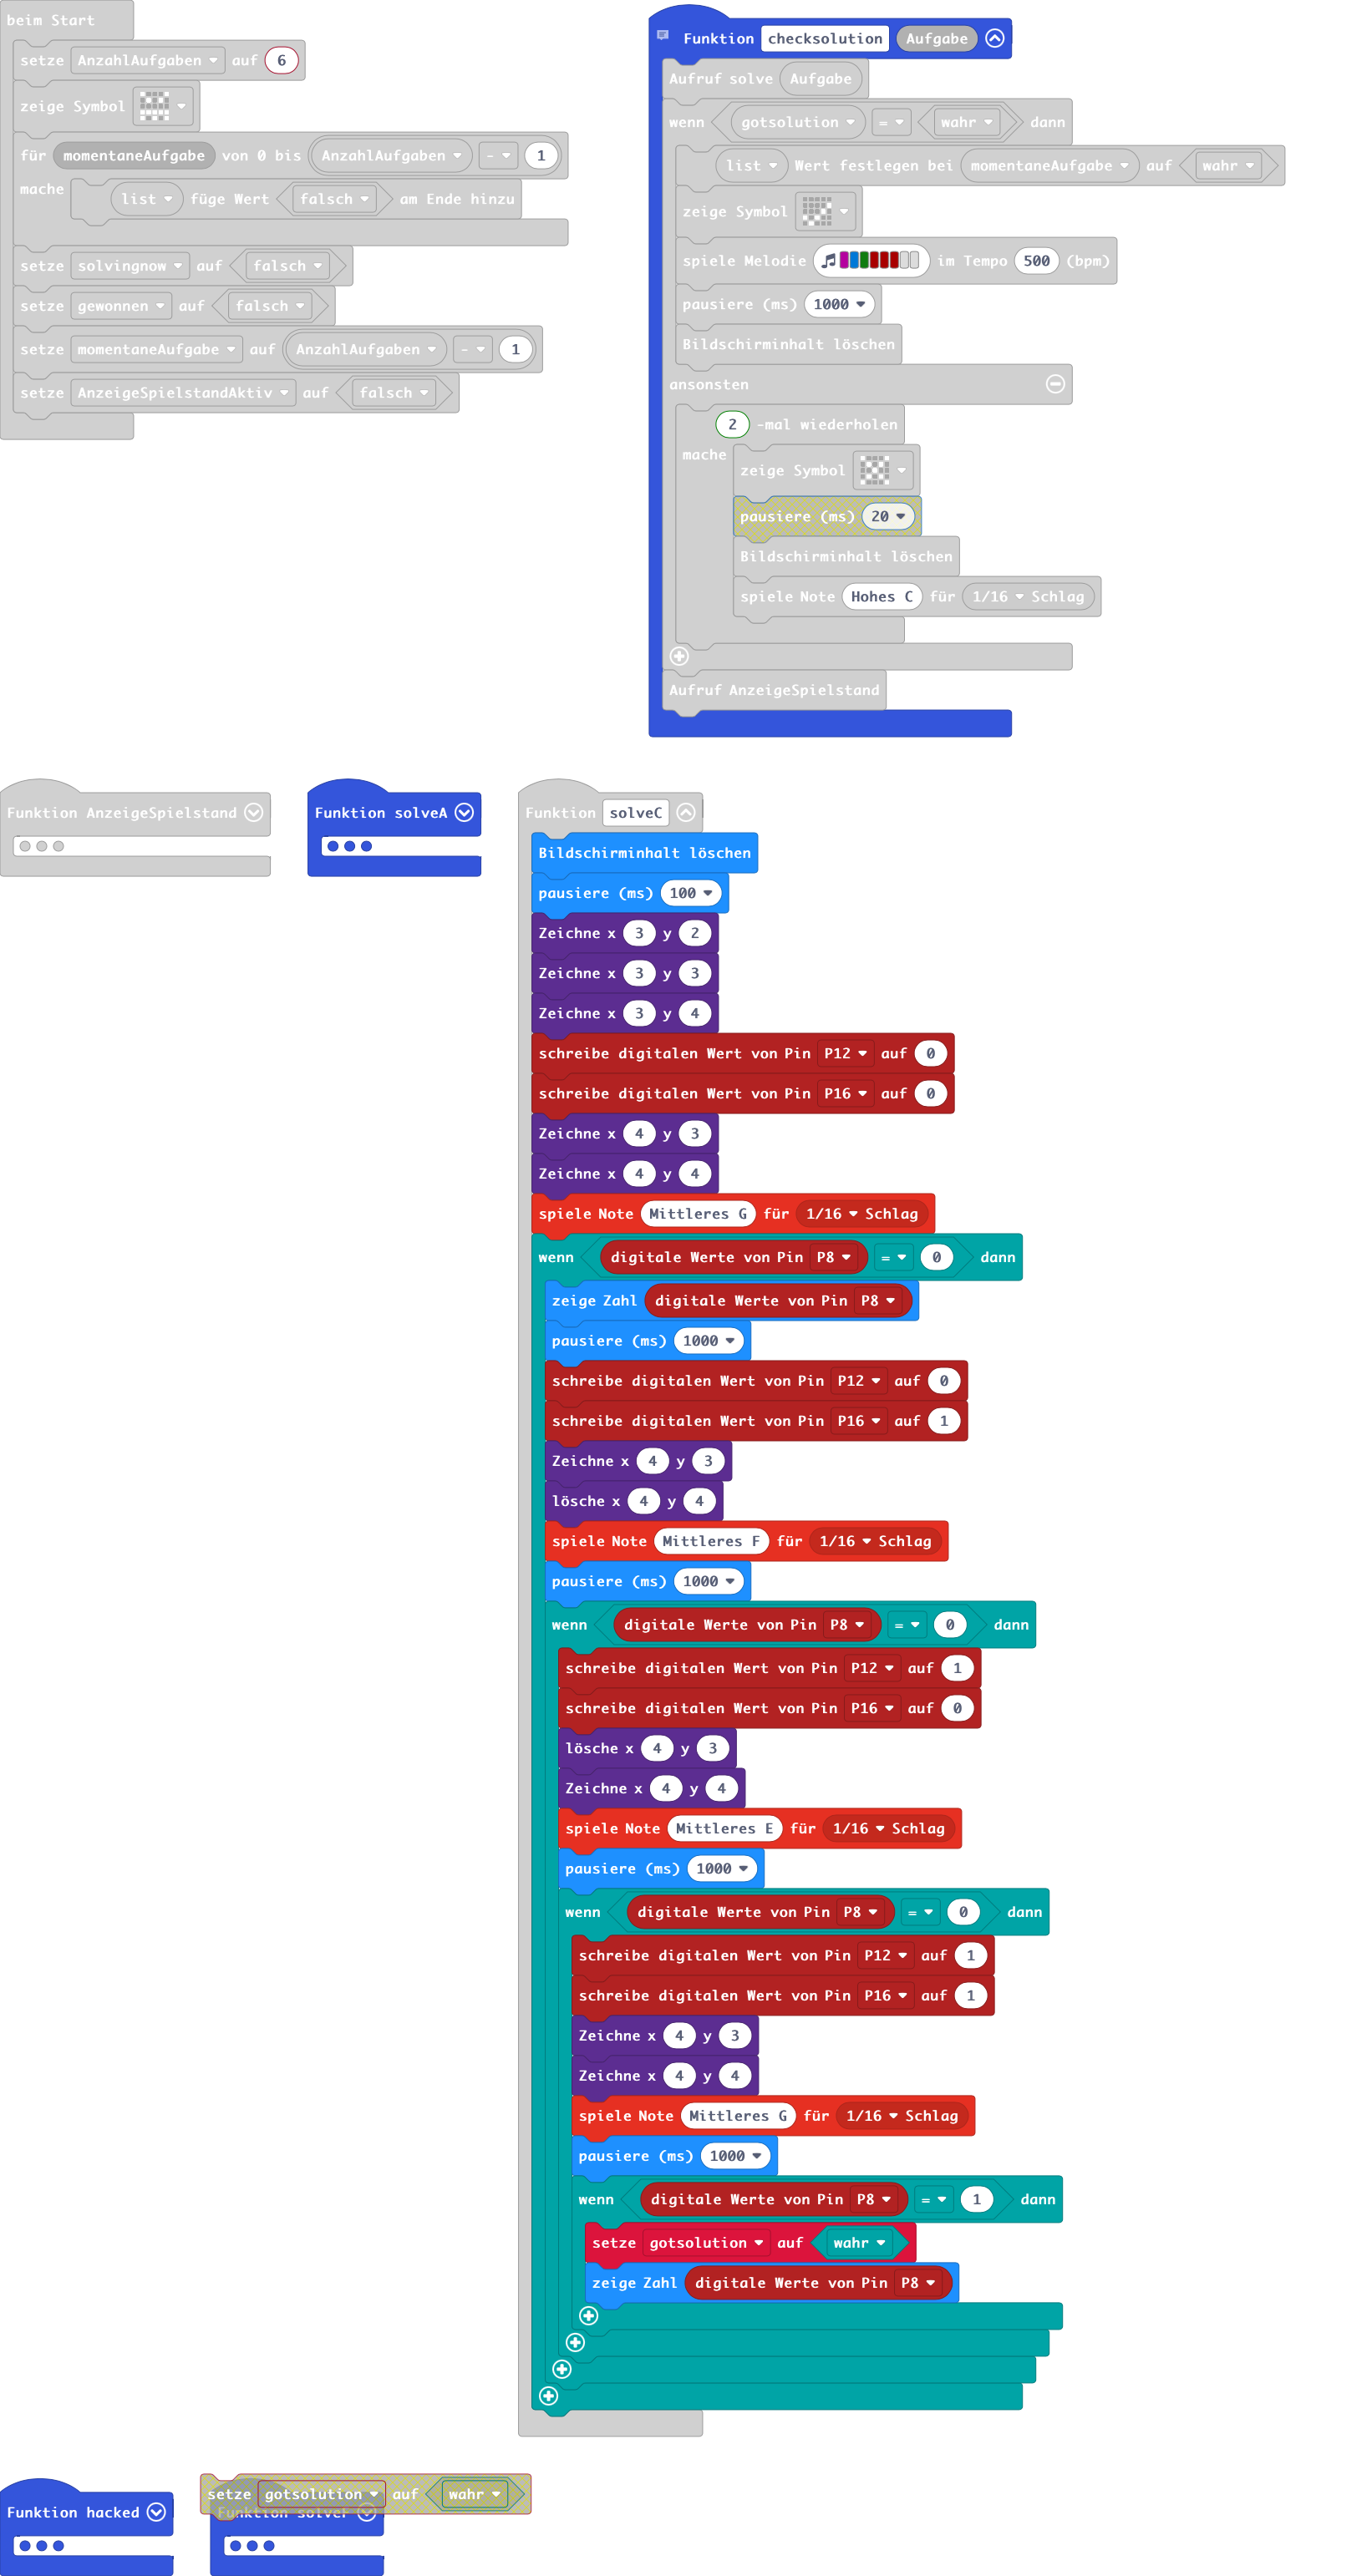 beim Start
setze AnzahlAufgaben auf 6
zeige Symbol
für momentaneAufgabe von 0 bis AnzahlAufgaben - 1
mache
list füge Wert falsch am Ende hinzu
setze solvingnow auf falsch
setze gewonnen auf falsch
setze momentaneAufgabe auf AnzahlAufgaben - 1
setze AnzeigeSpielstandAktiv auf falsch
Funktion checksolution Aufgabe
Aufruf solve Aufgabe
wenn gotsolution = wahr dann
list Wert festlegen bei momentaneAufgabe auf wahr
zeige Symbol
spiele Melodie im Tempo 500 (bpm)
pausiere (ms) 1000
Bildschirminhalt löschen
ansonsten
2 -mal wiederholen
mache
zeige Symbol
pausiere (ms) 20
Bildschirminhalt löschen
spiele Note Hohes C für 1/16 Schlag
Aufruf AnzeigeSpielstand
Funktion AnzeigeSpielstand
Funktion solveA
Funktion solveC
Bildschirminhalt löschen
pausiere (ms) 100
Zeichne x 3 y 2
Zeichne x 3 y 3
Zeichne x 3 y 4
schreibe digitalen Wert von Pin P12 auf 0
schreibe digitalen Wert von Pin P16 auf 0
Zeichne x 4 y 3
Zeichne x 4 y 4
spiele Note Mittleres G für 1/16 Schlag
wenn digitale Werte von Pin P8 = 0 dann
zeige Zahl digitale Werte von Pin P8
pausiere (ms) 1000
schreibe digitalen Wert von Pin P12 auf 0
schreibe digitalen Wert von Pin P16 auf 1
Zeichne x 4 y 3
lösche x 4 y 4
spiele Note Mittleres F für 1/16 Schlag
pausiere (ms) 1000
wenn digitale Werte von Pin P8 = 0 dann
schreibe digitalen Wert von Pin P12 auf 1
schreibe digitalen Wert von Pin P16 auf 0
lösche x 4 y 3
Zeichne x 4 y 4
spiele Note Mittleres E für 1/16 Schlag
pausiere (ms) 1000
wenn digitale Werte von Pin P8 = 0 dann
schreibe digitalen Wert von Pin P12 auf 1
schreibe digitalen Wert von Pin P16 auf 1
Zeichne x 4 y 3
Zeichne x 4 y 4
spiele Note Mittleres G für 1/16 Schlag
pausiere (ms) 1000
wenn digitale Werte von Pin P8 = 1 dann
setze gotsolution auf wahr
zeige Zahl digitale Werte von Pin P8
Funktion hacked
setze gotsolution auf wahr
Funktion